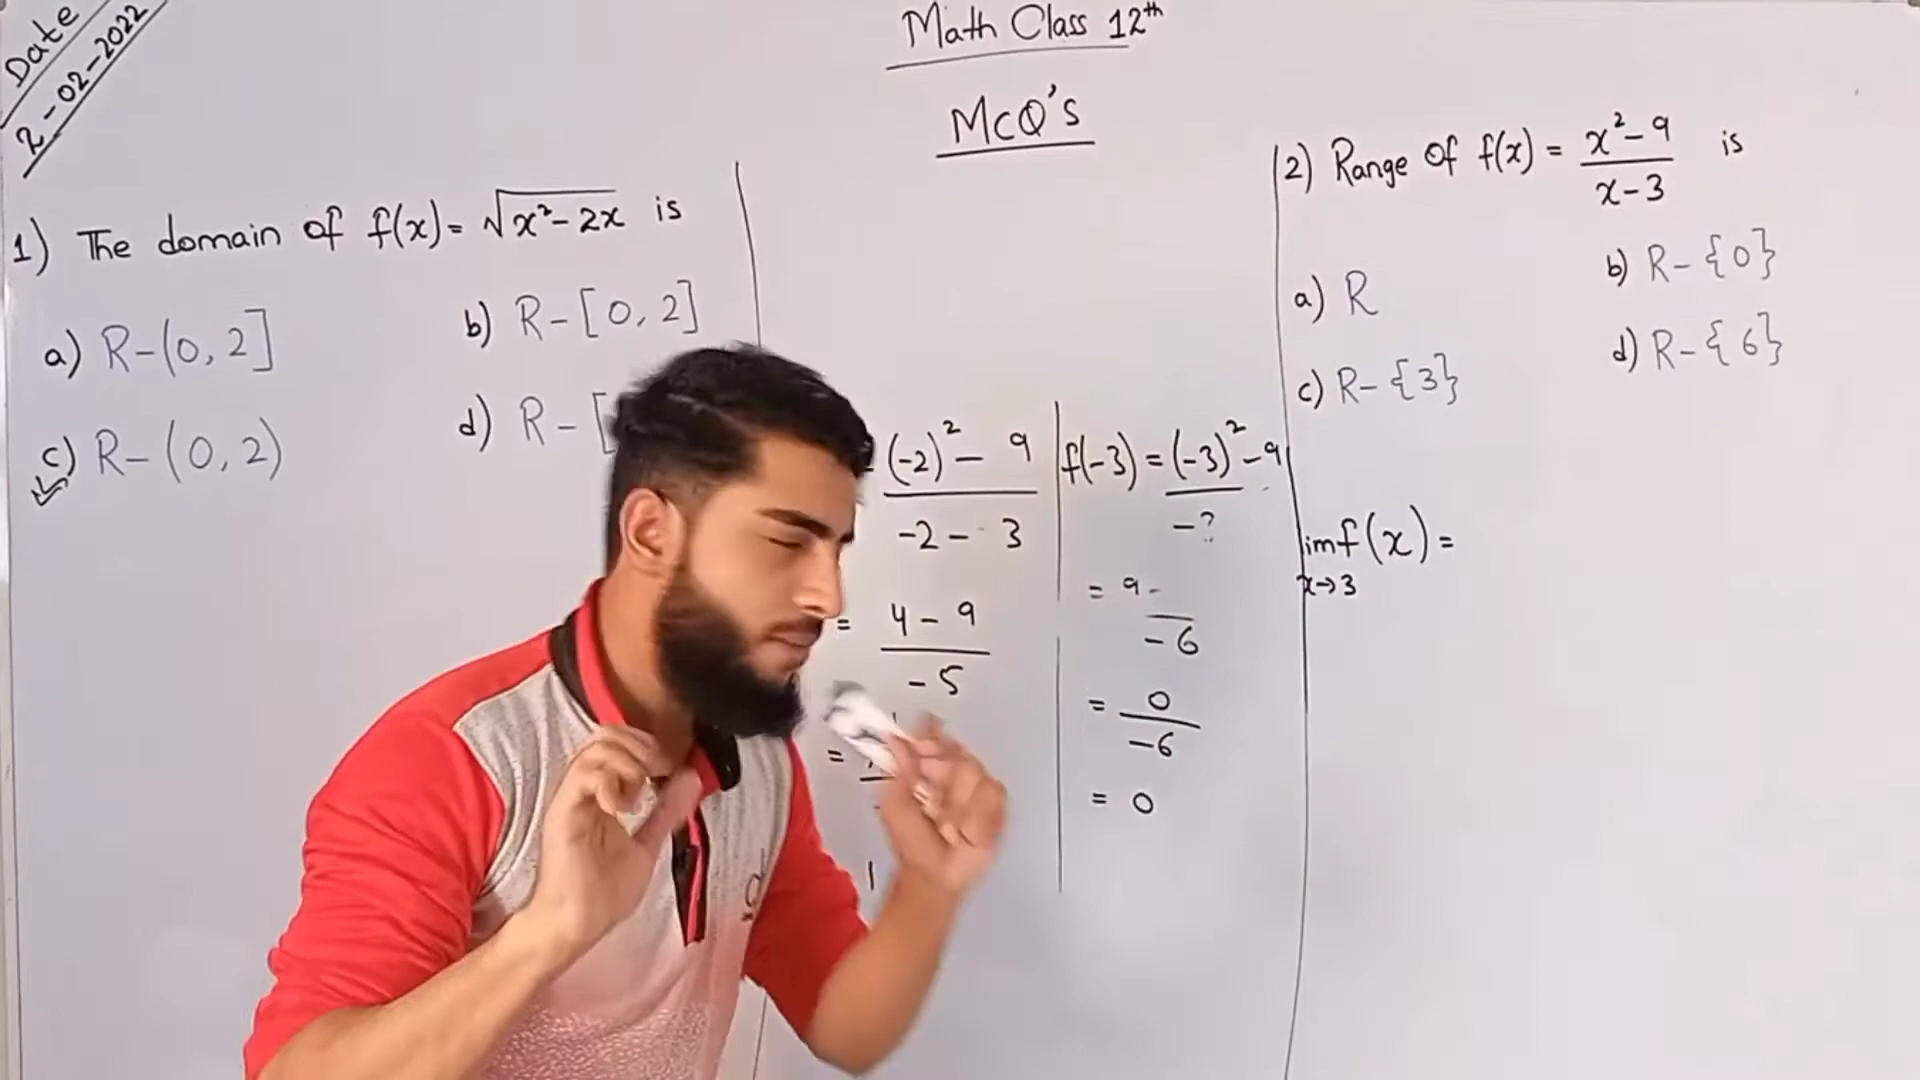 Date
2-02-2022
Math Class 12th
McQ's
1) The domain of f(x)= √x²-2x is
a) R-(0, 2]
b) R-[0, 2]
c) R-(0, 2)
d) R-[
2) Range of f(x) = x²-9 is
x-3
a) R
b) R-{0}
c) R-{3}
d) R-{6}
(-2)² - 9
-2 - 3
= 4 - 9
-5
=
1
f(-3) = (-3)² -9
-?
= 9 -
-6
= 0
-6
= 0
limf(x) =
x→3